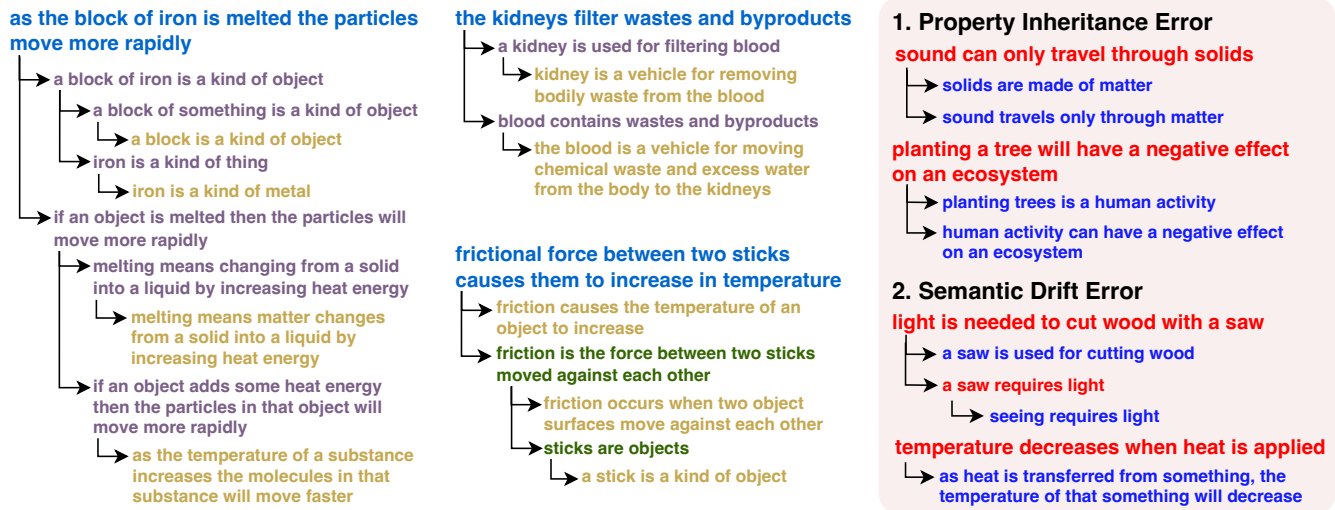 as the block of iron is melted the particles
move more rapidly
a block of iron is a kind of object
a block of something is a kind of object
a block is a kind of object
iron is a kind of thing
iron is a kind of metal
if an object is melted then the particles will
move more rapidly
melting means changing from a solid
into a liquid by increasing heat energy
melting means matter changes
from a solid into a liquid by
increasing heat energy
if an object adds some heat energy
then the particles in that object will
move more rapidly
as the temperature of a substance
increases the molecules in that
substance will move faster
the kidneys filter wastes and byproducts
a kidney is used for filtering blood
kidney is a vehicle for removing
bodily waste from the blood
blood contains wastes and byproducts
the blood is a vehicle for moving
chemical waste and excess water
from the body to the kidneys
frictional force between two sticks
causes them to increase in temperature
friction causes the temperature of an
object to increase
friction is the force between two sticks
moved against each other
friction occurs when two object
surfaces move against each other
sticks are objects
a stick is a kind of object
1. Property Inheritance Error
sound can only travel through solids
solids are made of matter
sound travels only through matter
planting a tree will have a negative effect
on an ecosystem
planting trees is a human activity
human activity can have a negative effect
on an ecosystem
2. Semantic Drift Error
light is needed to cut wood with a saw
a saw is used for cutting wood
a saw requires light
seeing requires light
temperature decreases when heat is applied
as heat is transferred from something, the
temperature of that something will decrease